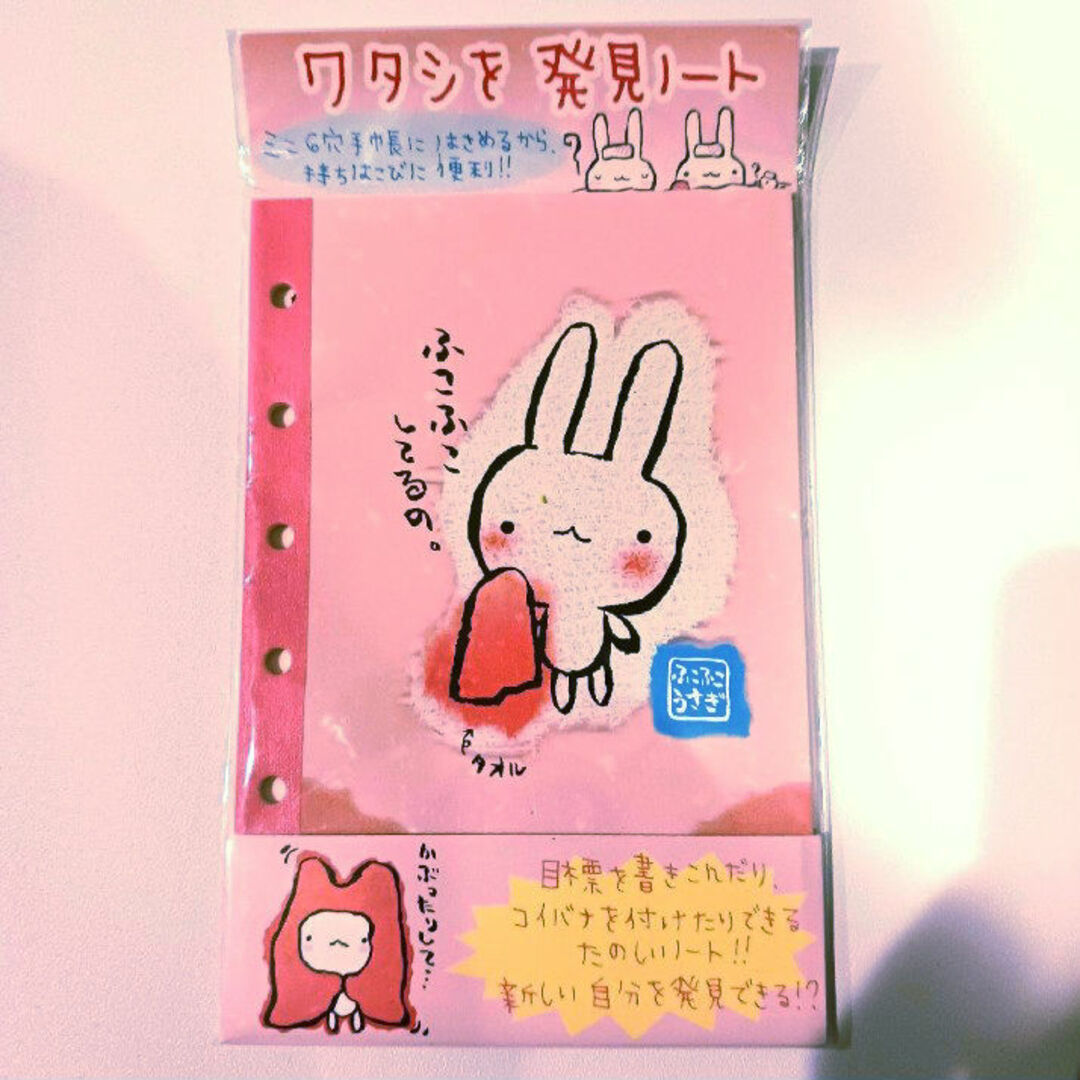 ワタシを発見ノート
ミニ6穴手帳にはさめるから、
持ちはこびに便利!!
?
?
ふこふこ
してるの。
ふこふこ
うさぎ
タオル
かぶったりして…
目標を書きこんだり、
コイバナを付けたりできる
たのしいノート!!
新しい自分を発見できる!?